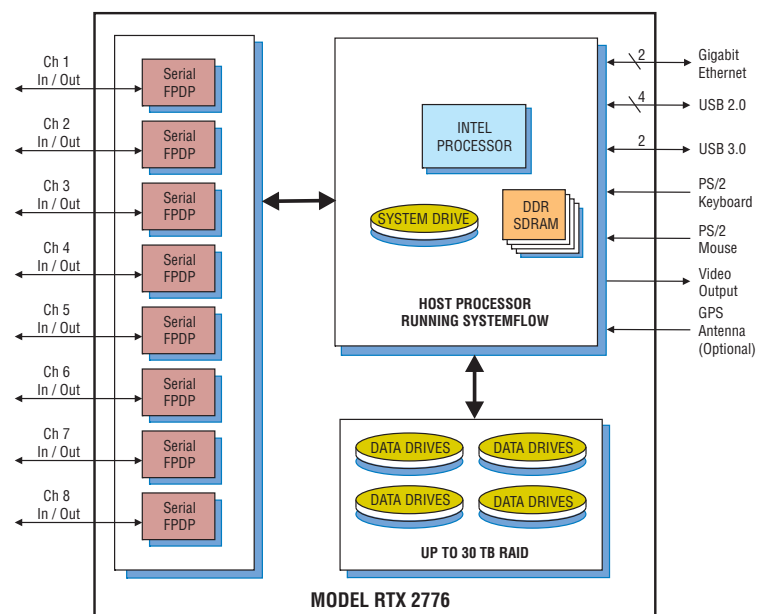 Ch 1
In / Out
Serial
FPDP
Ch 2
In / Out
Serial
FPDP
Ch 3
In / Out
Serial
FPDP
Ch 4
In / Out
Serial
FPDP
Ch 5
In / Out
Serial
FPDP
Ch 6
In / Out
Serial
FPDP
Ch 7
In / Out
Serial
FPDP
Ch 8
In / Out
Serial
FPDP
INTEL
PROCESSOR
SYSTEM DRIVE
DDR
SDRAM
HOST PROCESSOR
RUNNING SYSTEMFLOW
2
Gigabit
Ethernet
4
USB 2.0
2
USB 3.0
PS/2
Keyboard
PS/2
Mouse
Video
Output
GPS
Antenna
(Optional)
DATA DRIVES
DATA DRIVES
DATA DRIVES
DATA DRIVES
UP TO 30 TB RAID
MODEL RTX 2776